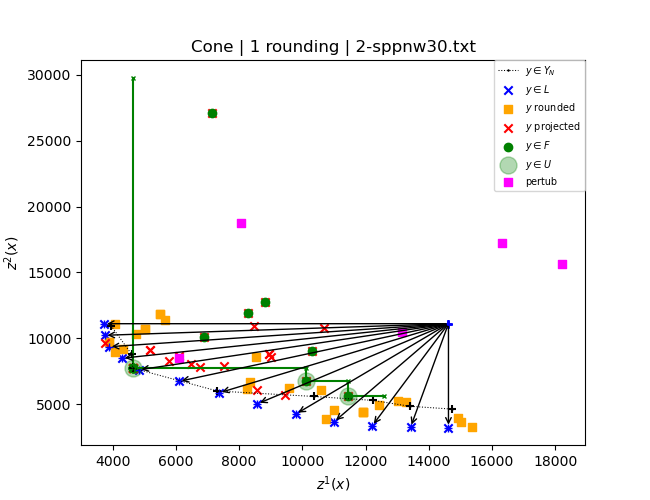 Cone | 1 rounding | 2-sppnw30.txt
30000
25000
20000
15000
10000
5000
z²(x)
4000 6000 8000 10000 12000 14000 16000 18000
z¹(x)
y ∈ Y_N
y ∈ L
y rounded
y projected
y ∈ F
y ∈ U
pertub